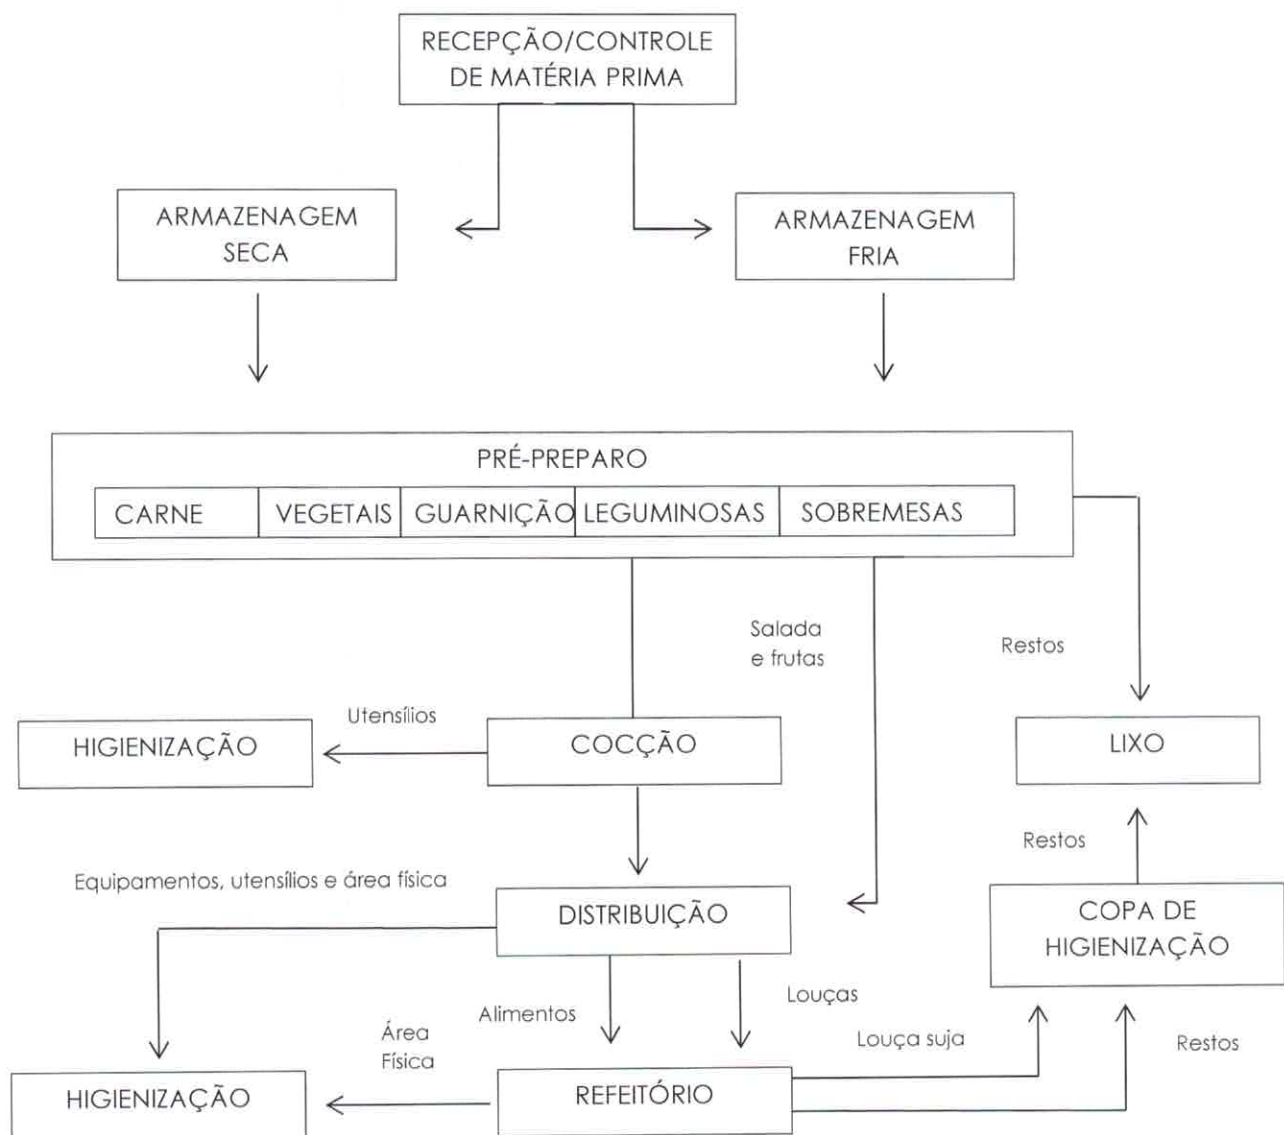 RECEPÇÃO/CONTROLE
DE MATÉRIA PRIMA
ARMAZENAGEM
SECA
ARMAZENAGEM
FRIA
PRÉ-PREPARO
CARNE
VEGETAIS
GUARNIÇÃO
LEGUMINOSAS
SOBREMESAS
Salada
e frutas
Restos
Utensílios
HIGIENIZAÇÃO
COCÇÃO
LIXO
Restos
Equipamentos, utensílios e área física
DISTRIBUIÇÃO
COPA DE
HIGIENIZAÇÃO
Alimentos
Louças
Área
Física
Louça suja
Restos
HIGIENIZAÇÃO
REFEITÓRIO